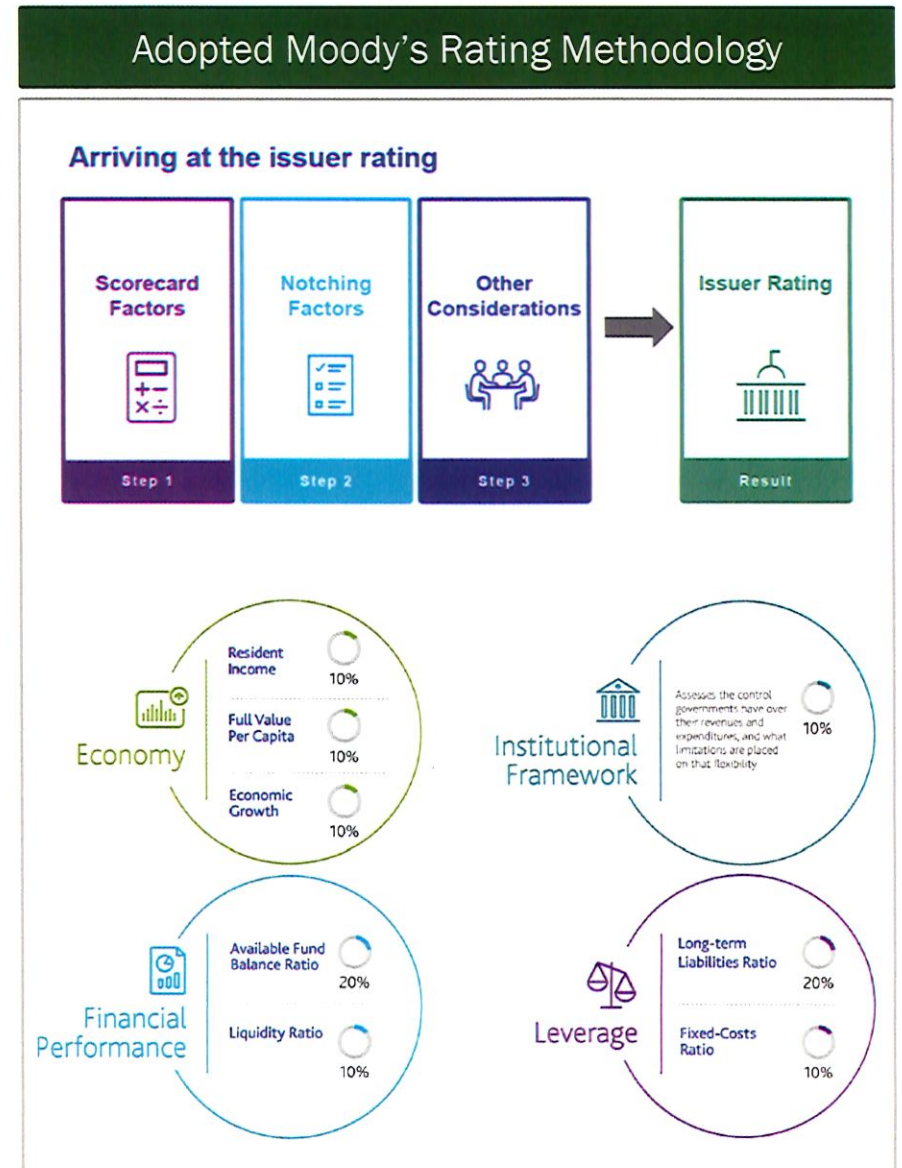 Adopted Moody's Rating Methodology
Arriving at the issuer rating
Scorecard
Factors
Step 1
Notching
Factors
Step 2
Other
Considerations
Step 3
Issuer Rating
Result
Economy
Resident
Income
10%
Full Value
Per Capita
10%
Economic
Growth
10%
Institutional
Framework
Assesses the control
governments have over
their revenues and
expenditures, and what
limitations are placed
on that flexibility
10%
Financial
Performance
Available Fund
Balance Ratio
20%
Liquidity Ratio
10%
Leverage
Long-term
Liabilities Ratio
20%
Fixed-Costs
Ratio
10%